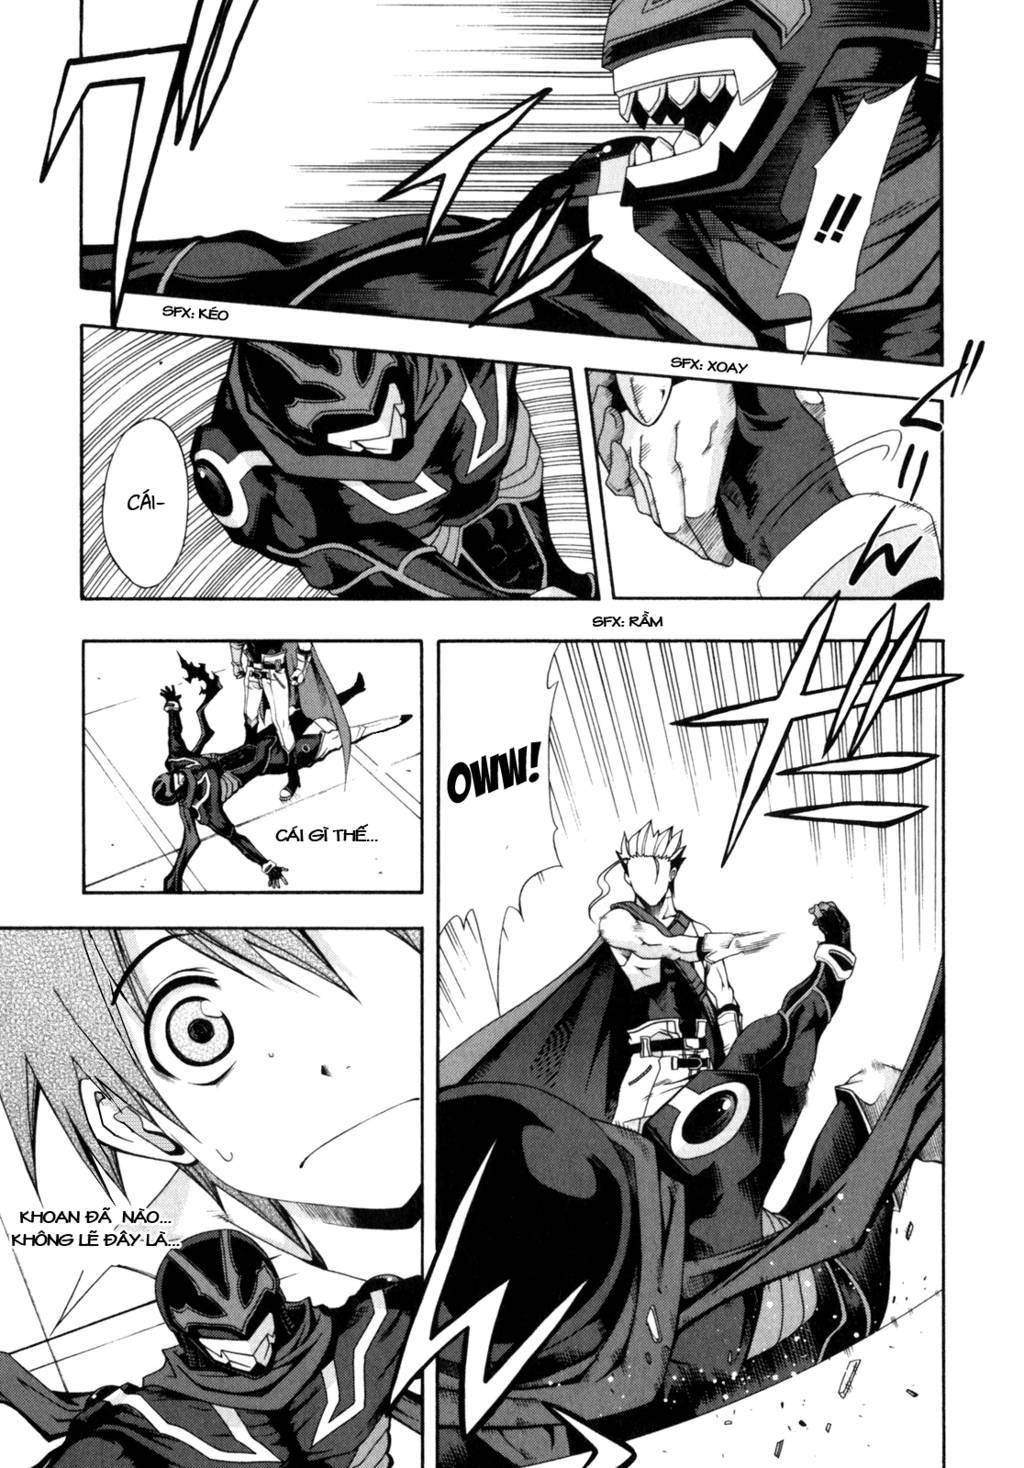 !!
SFX: KÉO
SFX: XOAY
CÁI-
SFX: RẦM
OWW!
CÁI GÌ THẾ...
KHOAN ĐÃ NÀO...
KHÔNG LẼ ĐÂY LÀ...